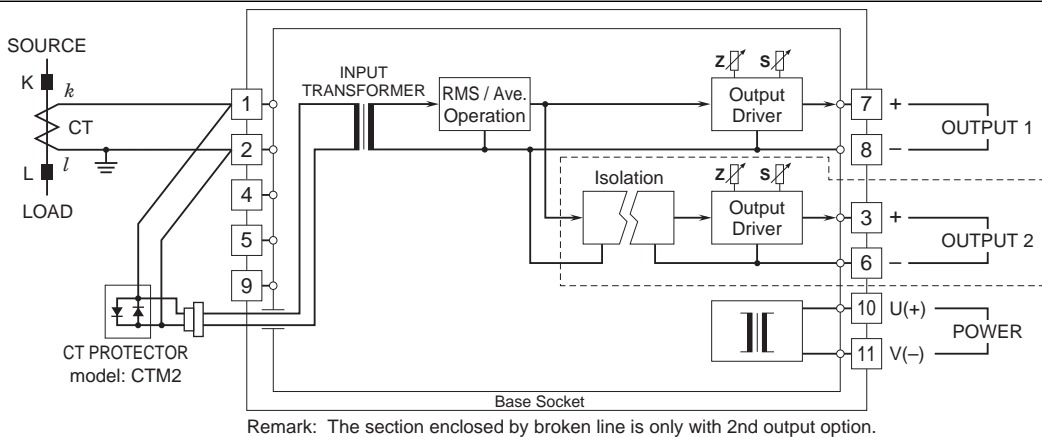 SOURCE
K
k
CT
L
l
LOAD
CT PROTECTOR
model: CTM2
1
2
4
5
9
INPUT
TRANSFORMER
RMS / Ave.
Operation
Z
S
Output
Driver
7
+
8
–
OUTPUT 1
Isolation
Z
S
Output
Driver
3
+
6
–
OUTPUT 2
10
U(+)
11
V(–)
POWER
Base Socket
Remark: The section enclosed by broken line is only with 2nd output option.